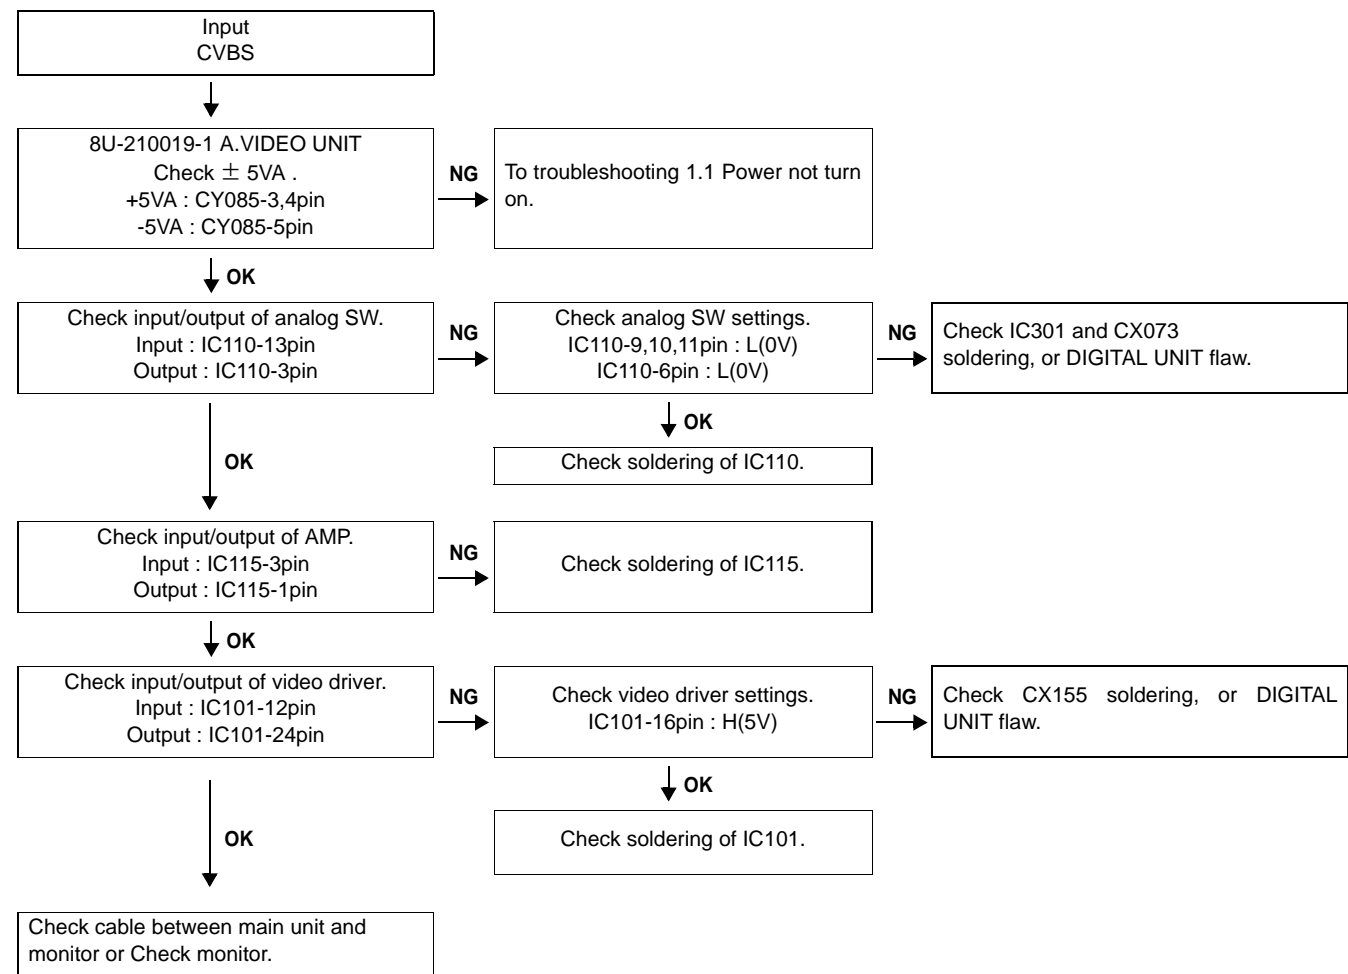 Input
CVBS
8U-210019-1 A.VIDEO UNIT
Check ± 5VA .
+5VA : CY085-3,4pin
-5VA : CY085-5pin
NG
To troubleshooting 1.1 Power not turn
on.
OK
Check input/output of analog SW.
Input : IC110-13pin
Output : IC110-3pin
NG
Check analog SW settings.
IC110-9,10,11pin : L(0V)
IC110-6pin : L(0V)
NG
Check IC301 and CX073
soldering, or DIGITAL UNIT flaw.
OK
Check soldering of IC110.
OK
Check input/output of AMP.
Input : IC115-3pin
Output : IC115-1pin
NG
Check soldering of IC115.
OK
Check input/output of video driver.
Input : IC101-12pin
Output : IC101-24pin
NG
Check video driver settings.
IC101-16pin : H(5V)
NG
Check CX155 soldering, or DIGITAL
UNIT flaw.
OK
Check soldering of IC101.
OK
Check cable between main unit and
monitor or Check monitor.